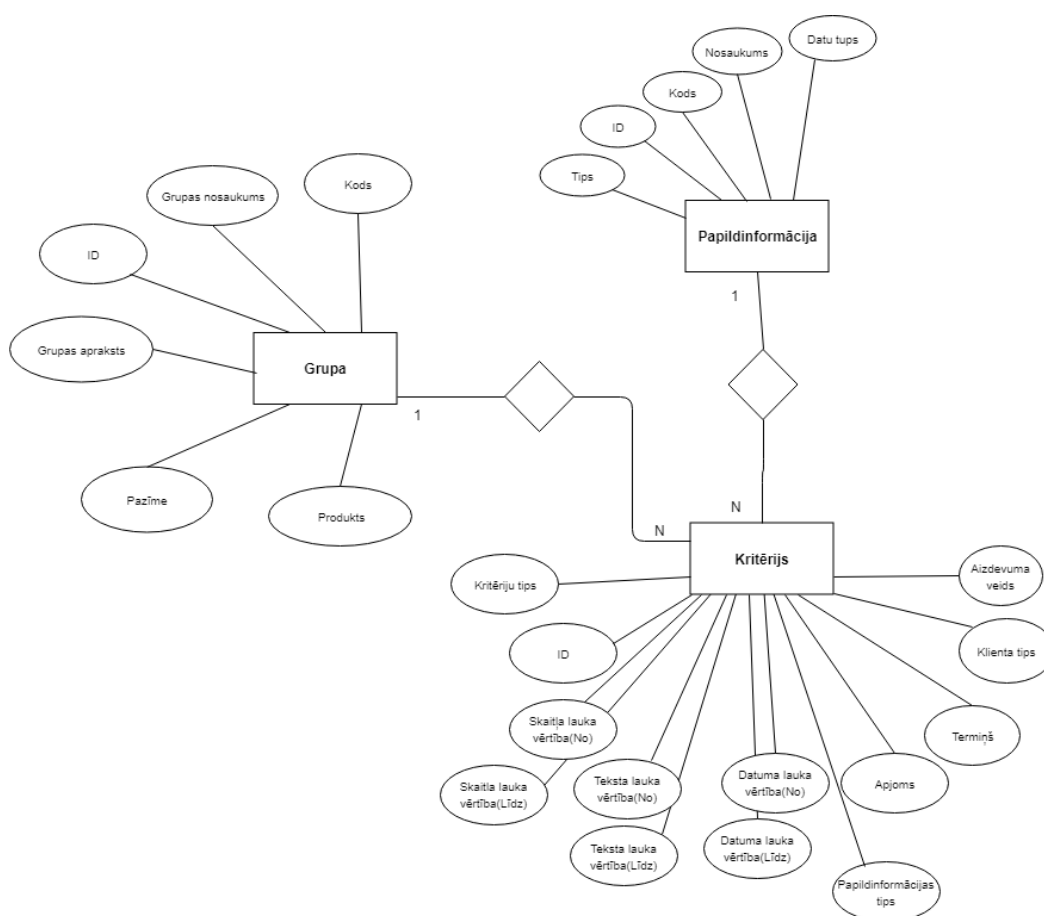 Datu tups
Nosaukums
Kods
ID
Tips
Papildinformācija
1
Kods
Grupas nosaukums
ID
Grupas apraksts
Grupa
1
Pazīme
Produkts
N
N
Kritērijs
Kritēriju tips
Aizdevuma
veids
ID
Klienta tips
Skaitļa lauka
vērtība(No)
Termiņš
Skaitla lauka
vērtība(Līdz)
Teksta lauka
vērtība(No)
Datuma lauka
vērtība(No)
Apjoms
Teksta lauka
vērtība(Līdz)
Datuma lauka
vērtība(Līdz)
Papildinformācijas
tips